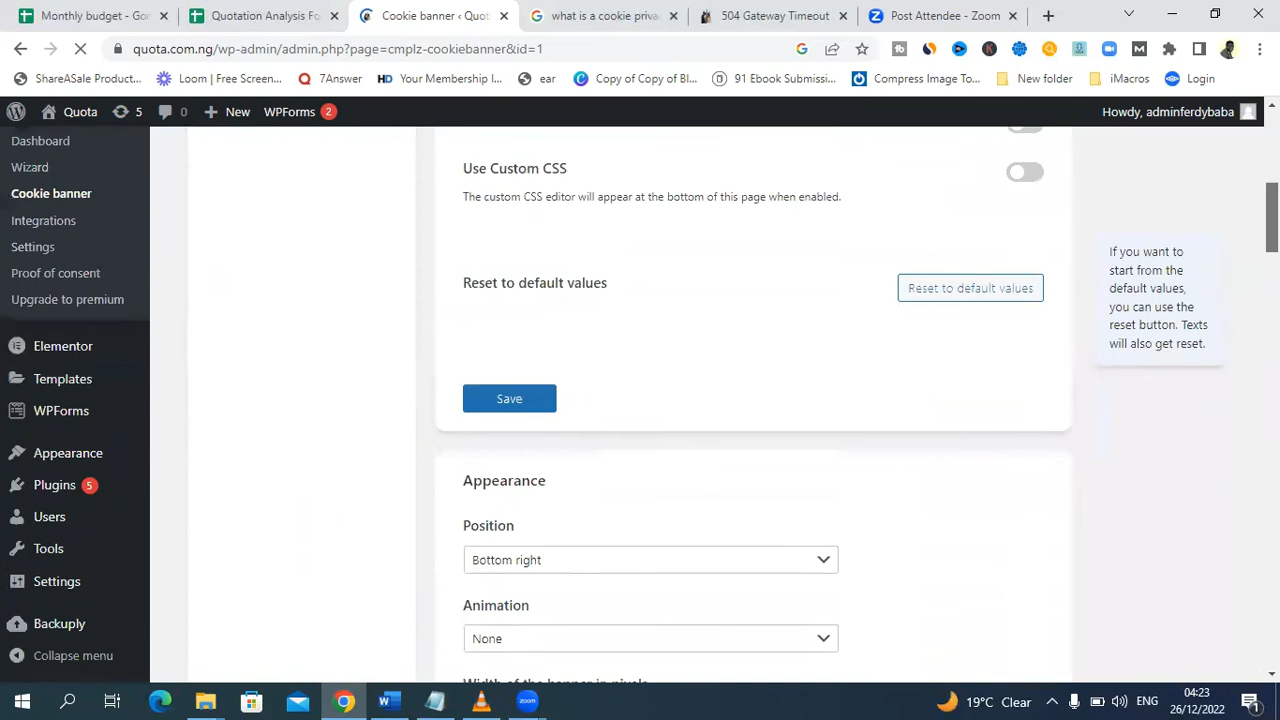 Monthly budget - Gor
Quotation Analysis Fo
Cookie banner ‹ Quot
what is a cookie priva
504 Gateway Timeout
Post Attendee - Zoom
quota.com.ng/wp-admin/admin.php?page=cmplz-cookiebanner&id=1
ShareASale Product...
Loom | Free Screen...
7Answer
Your Membership I...
ear
Copy of Copy of Bl...
91 Ebook Submissi...
Compress Image To...
New folder
iMacros
Login
Quota
5
0
New
WPForms 2
Howdy, adminferdybaba
Dashboard
Wizard
Cookie banner
Integrations
Settings
Proof of consent
Upgrade to premium
Elementor
Templates
WPForms
Appearance
Plugins 5
Users
Tools
Settings
Backuply
Collapse menu
Use Custom CSS
The custom CSS editor will appear at the bottom of this page when enabled.
Reset to default values
Reset to default values
Save
If you want to
start from the
default values,
you can use the
reset button. Texts
will also get reset.
Appearance
Position
Bottom right
Animation
None
Width of the banner in pixels
19°C Clear
ENG
04:23
26/12/2022